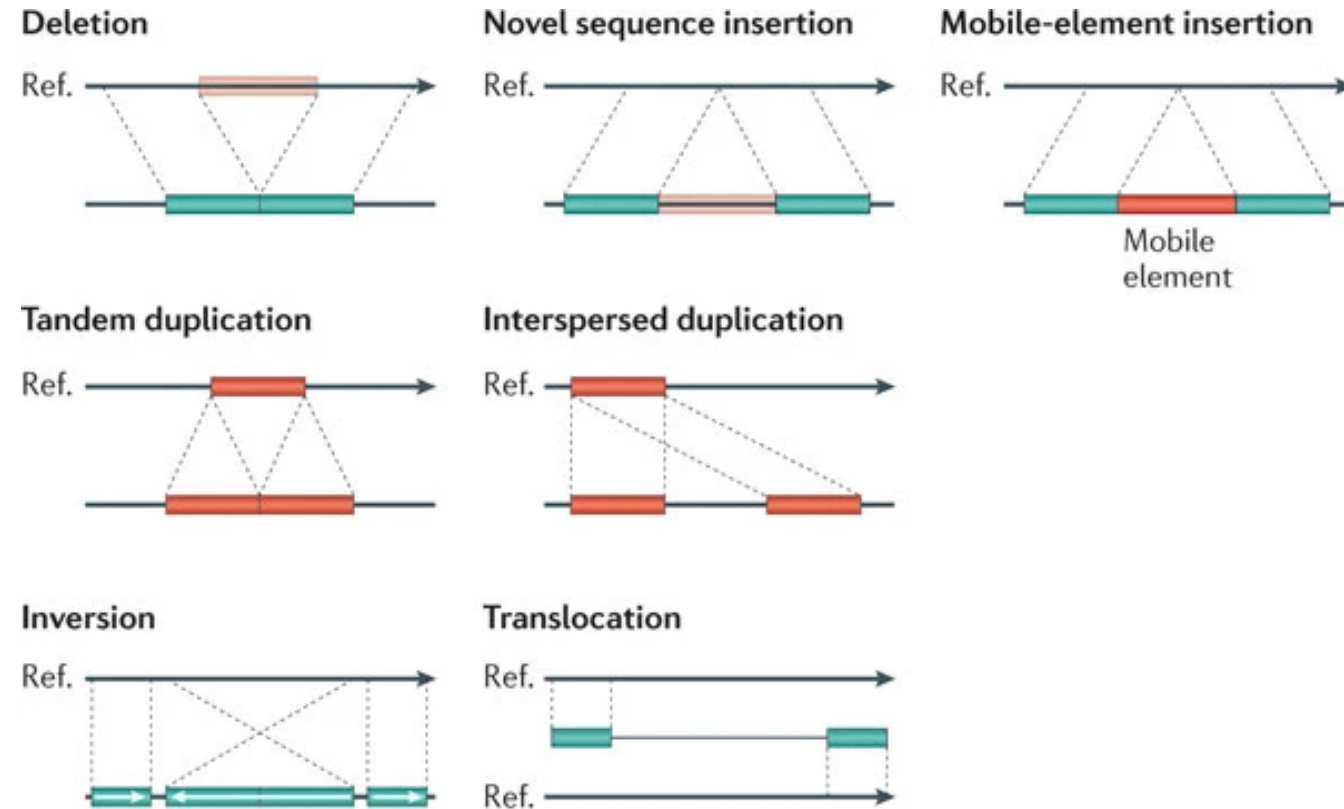 Deletion
Ref.
Novel sequence insertion
Ref.
Mobile-element insertion
Ref.
Mobile
element
Tandem duplication
Ref.
Interspersed duplication
Ref.
Inversion
Ref.
Translocation
Ref.
Ref.